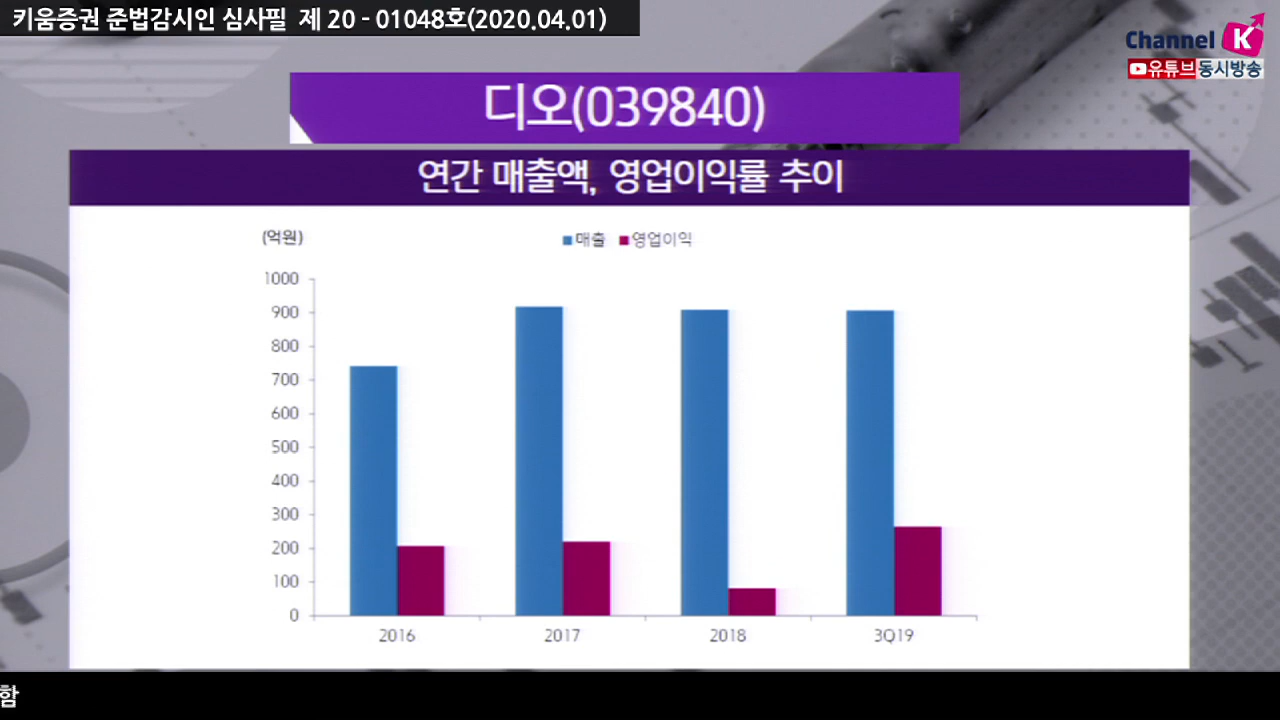 키움증권 준법감시인 심사필 제 20 - 01048호(2020.04.01)
Channel K
유튜브 동시방송
디오(039840)
연간 매출액, 영업이익률 추이
(억원)
매출 영업이익
1000
900
800
700
600
500
400
300
200
100
0
2016 2017 2018 3Q19
함